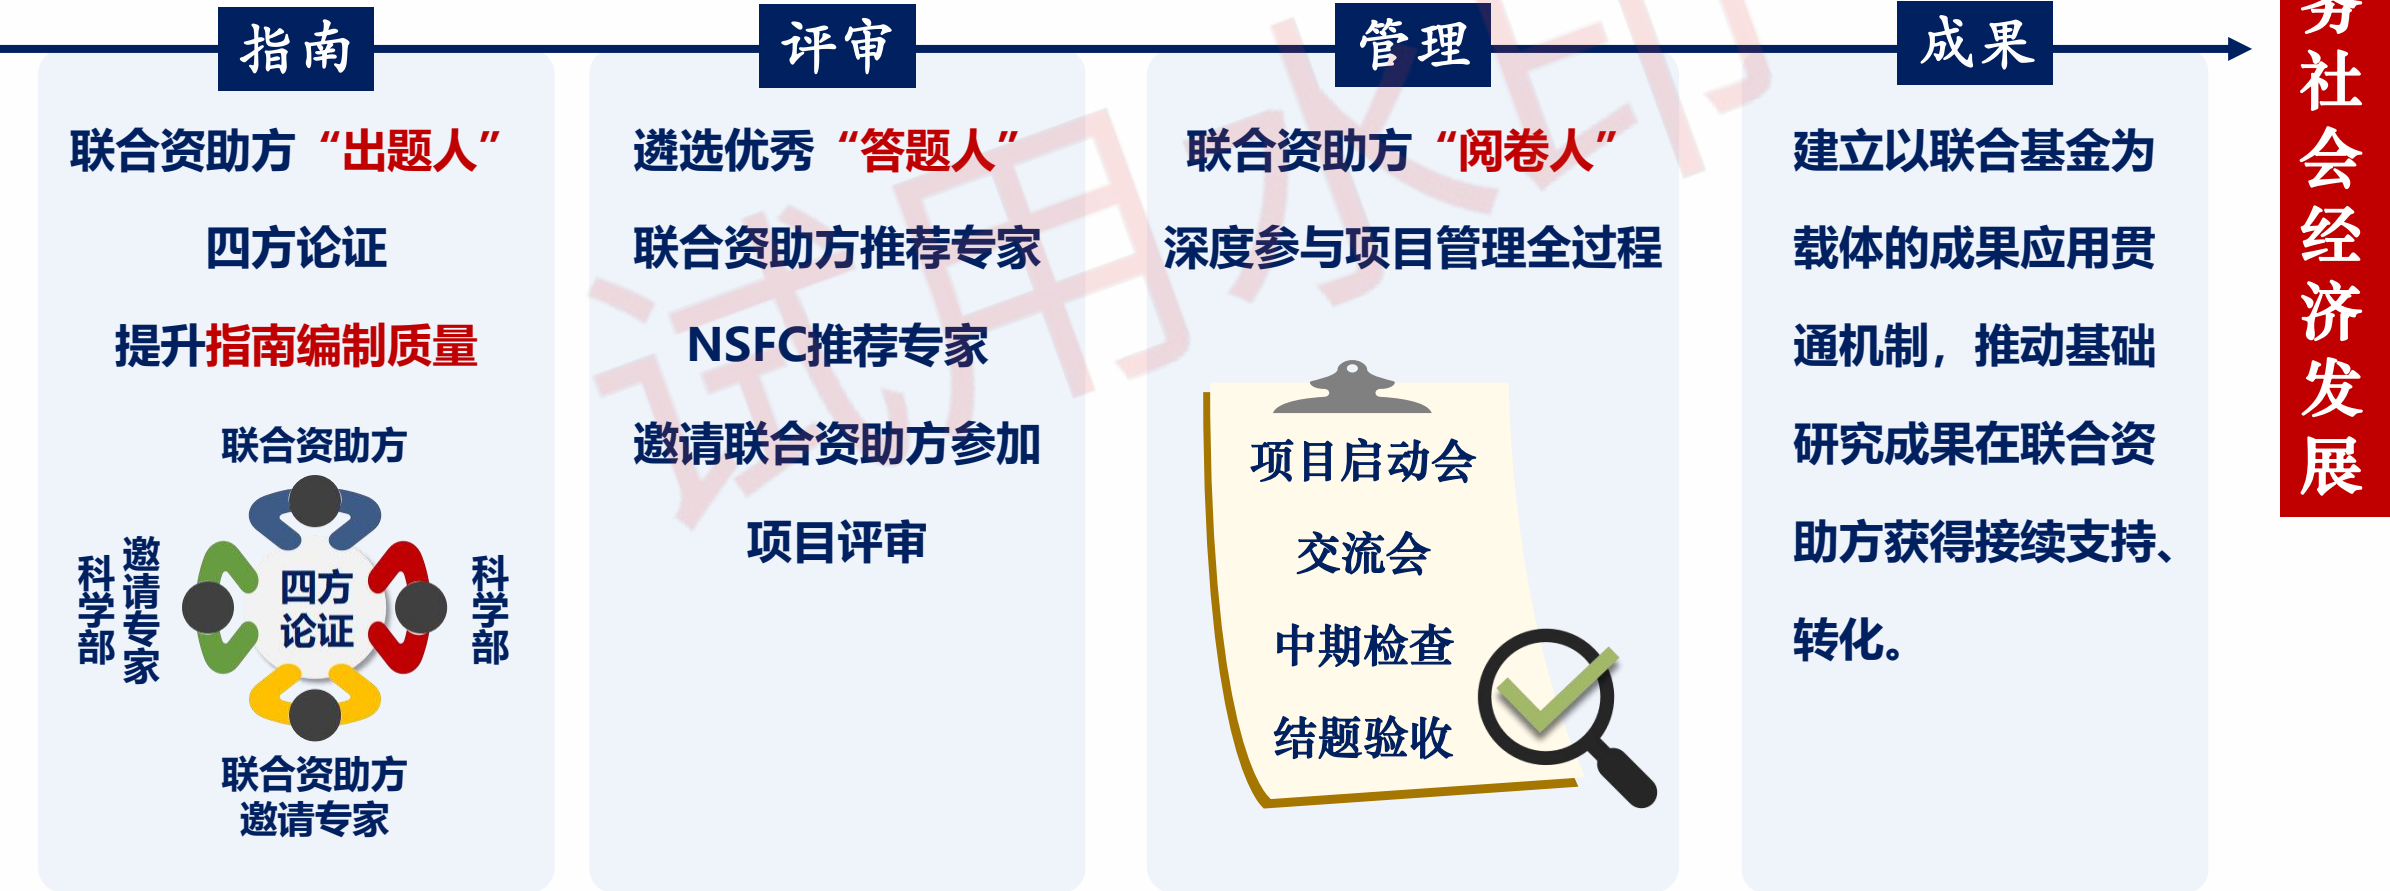 指南
联合资助方“出题人”
四方论证
提升指南编制质量
联合资助方
科学部
邀请专家
四方
论证
科学部
联合资助方
邀请专家
评审
遴选优秀“答题人”
联合资助方推荐专家
NSFC推荐专家
邀请联合资助方参加
项目评审
管理
联合资助方“阅卷人”
深度参与项目管理全过程
项目启动会
交流会
中期检查
结题验收
成果
建立以联合基金为
载体的成果应用贯
通机制，推动基础
研究成果在联合资
助方获得接续支持、
转化。
务社会经济发展
试用水印